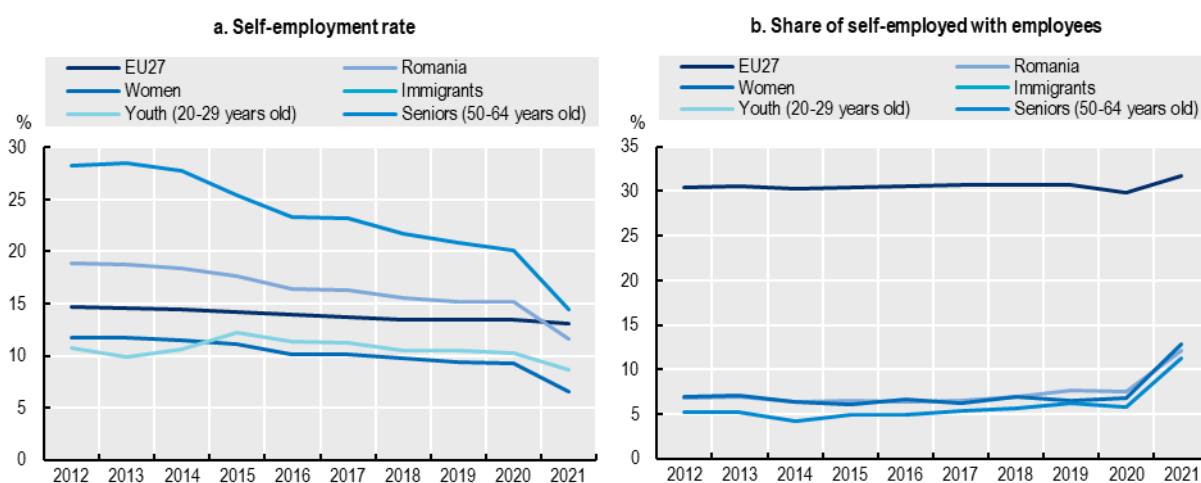 a. Self-employment rate
EU27
Romania
Women
Immigrants
Youth (20-29 years old)
Seniors (50-64 years old)
%
30
25
20
15
10
5
0
2012 2013 2014 2015 2016 2017 2018 2019 2020 2021
b. Share of self-employed with employees
EU27
Romania
Women
Immigrants
Youth (20-29 years old)
Seniors (50-64 years old)
%
35
30
25
20
15
10
5
0
2012 2013 2014 2015 2016 2017 2018 2019 2020 2021